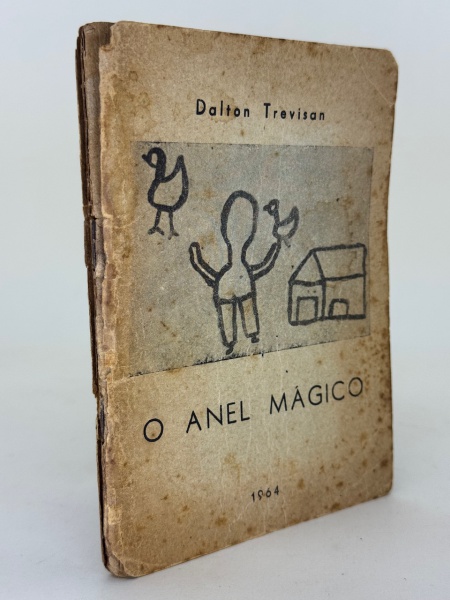 Dalton Trevisan
O ANEL MÁGICO
1964